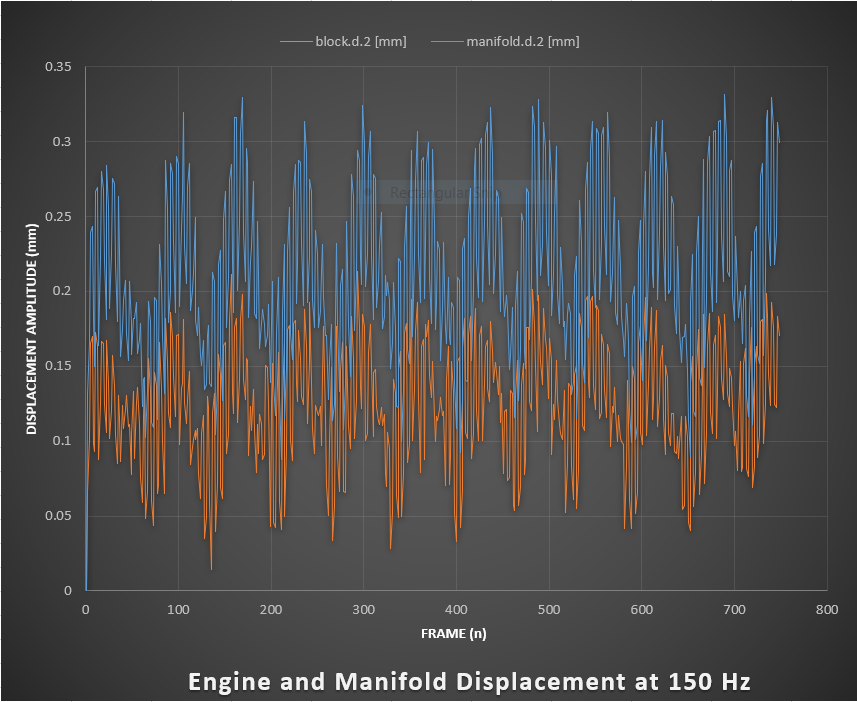 block.d.2 [mm] manifold.d.2 [mm]
0.35
0.3
0.25
0.2
0.15
0.1
0.05
0
DISPLACEMENT AMPLITUDE (mm)
0 100 200 300 400 500 600 700 800
FRAME (n)
Engine and Manifold Displacement at 150 Hz